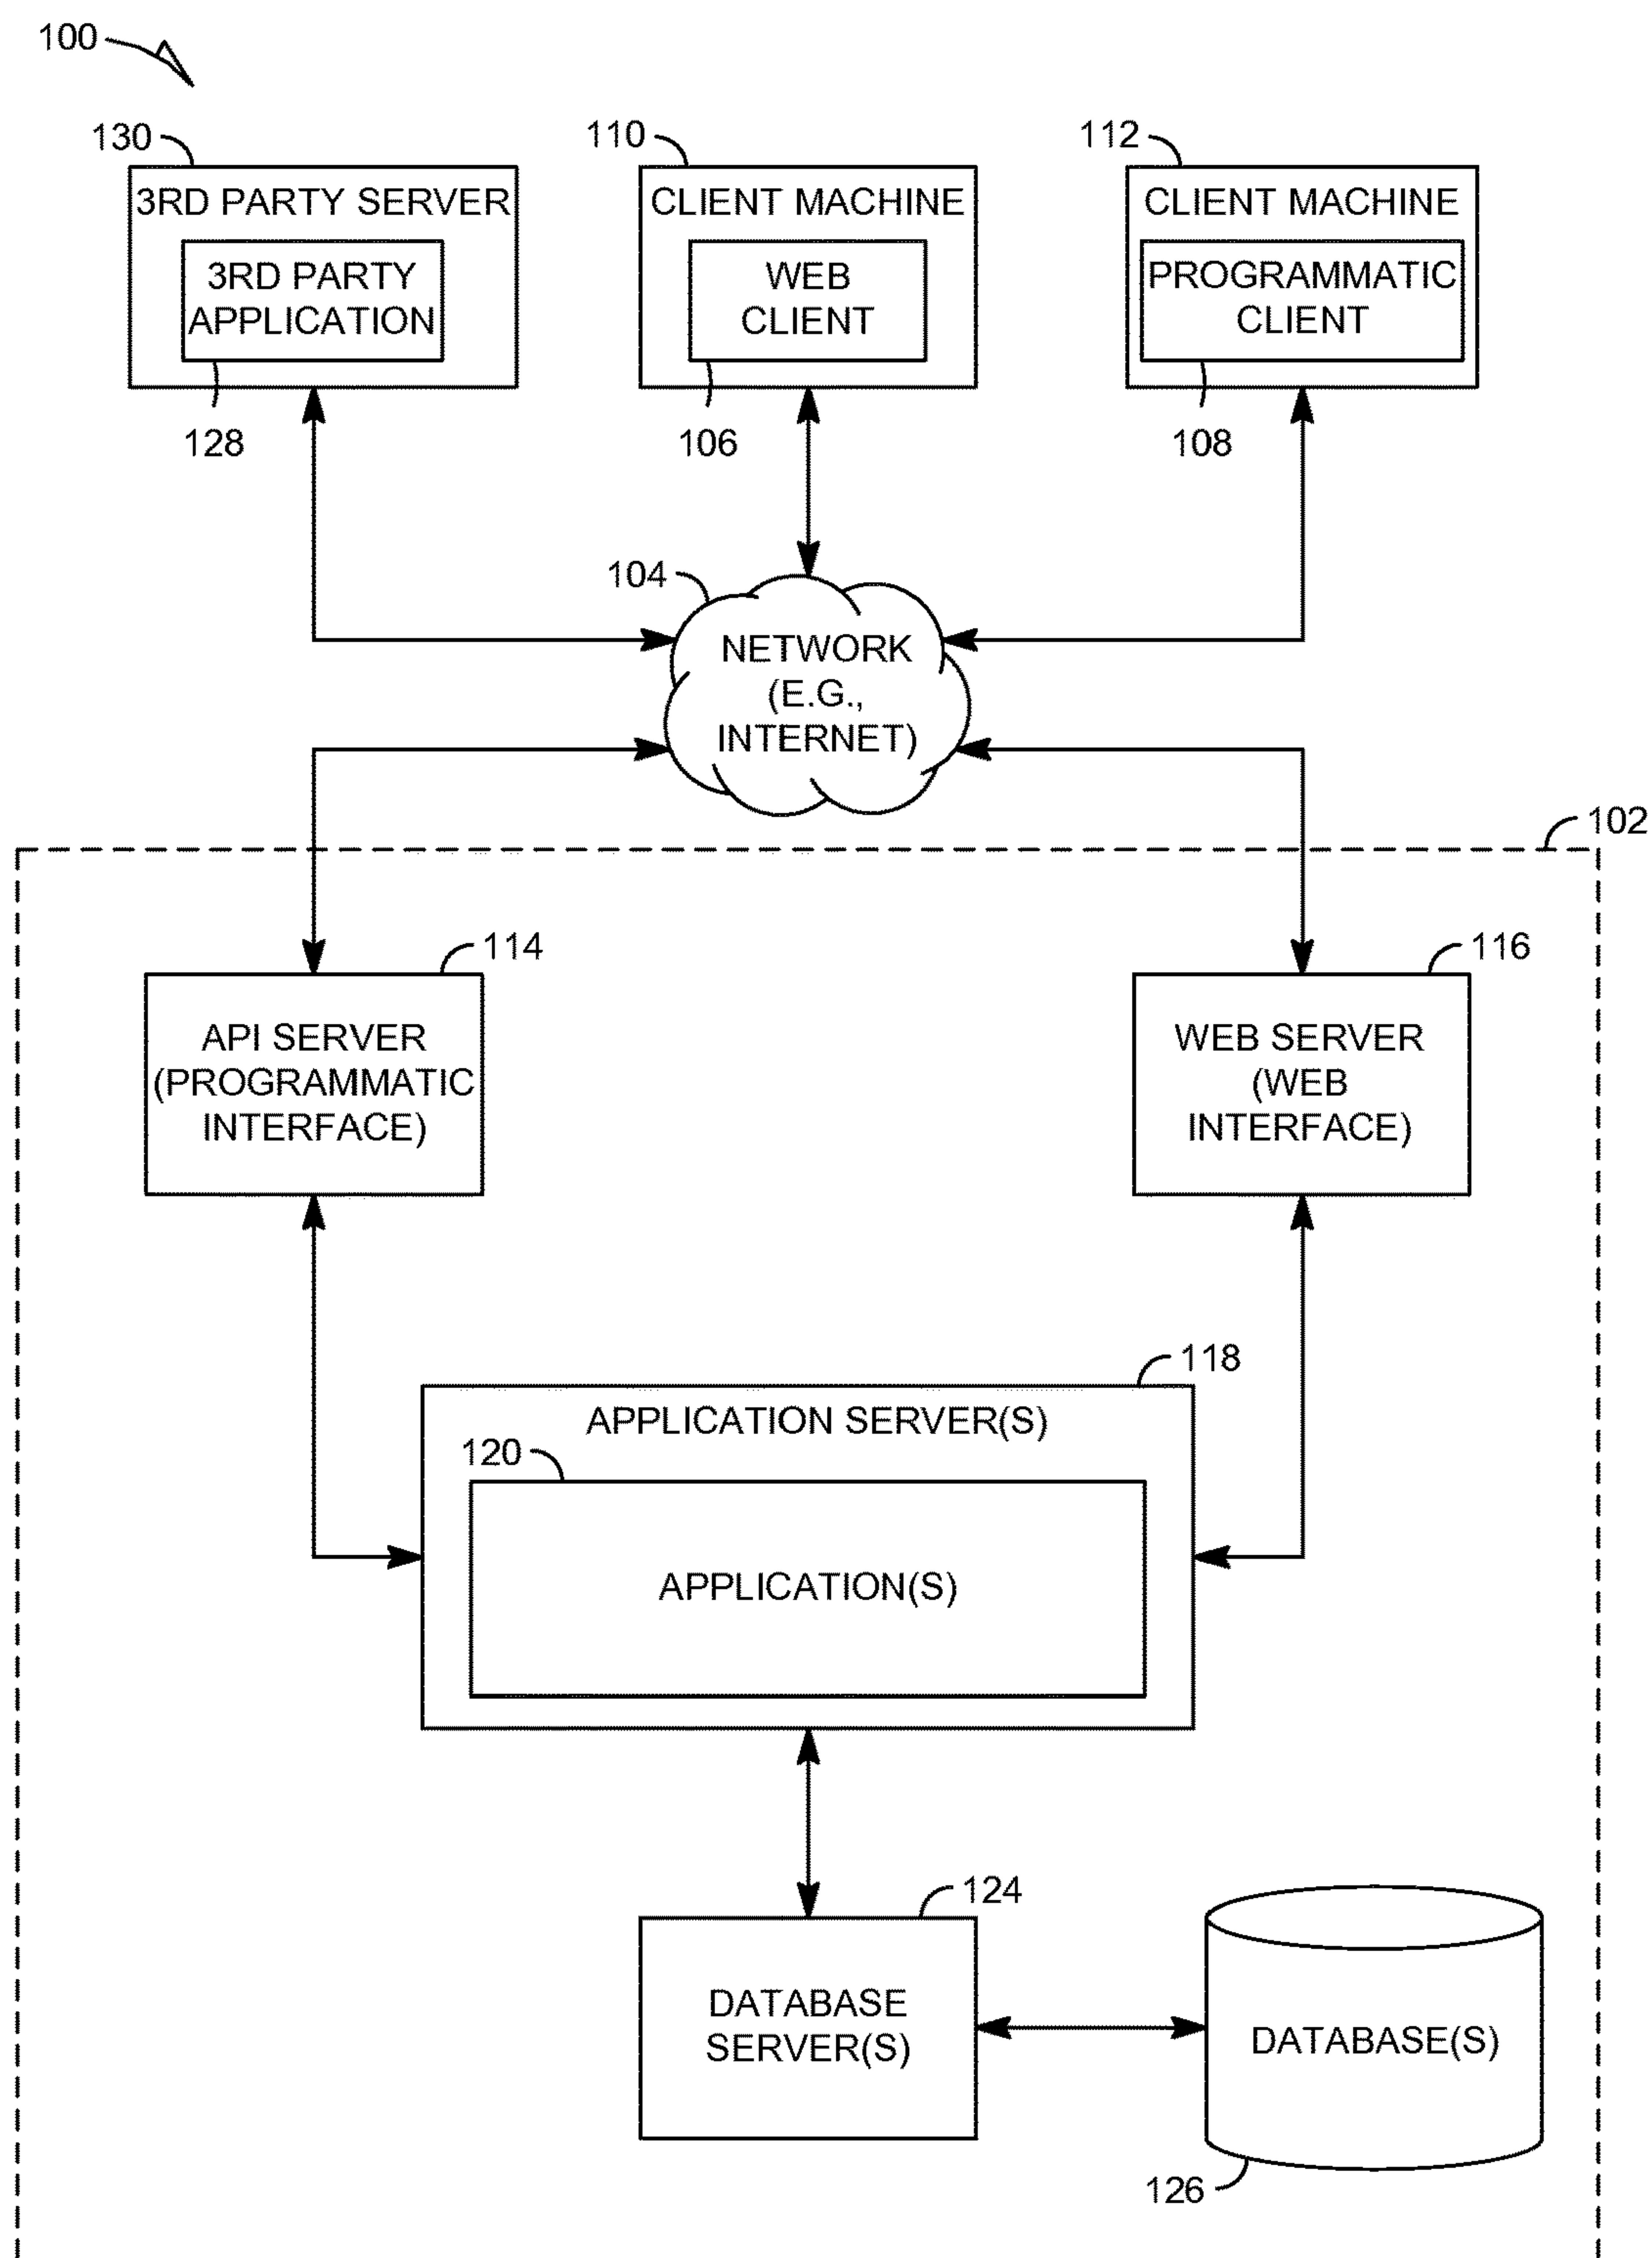 100
130
110
112
3RD PARTY SERVER
CLIENT MACHINE
CLIENT MACHINE
3RD PARTY
APPLICATION
WEB
CLIENT
PROGRAMMATIC
CLIENT
128
106
108
104
NETWORK
(E.G.,
INTERNET)
102
114
116
API SERVER
(PROGRAMMATIC
INTERFACE)
WEB SERVER
(WEB
INTERFACE)
118
APPLICATION SERVER(S)
120
APPLICATION(S)
124
DATABASE
SERVER(S)
DATABASE(S)
126